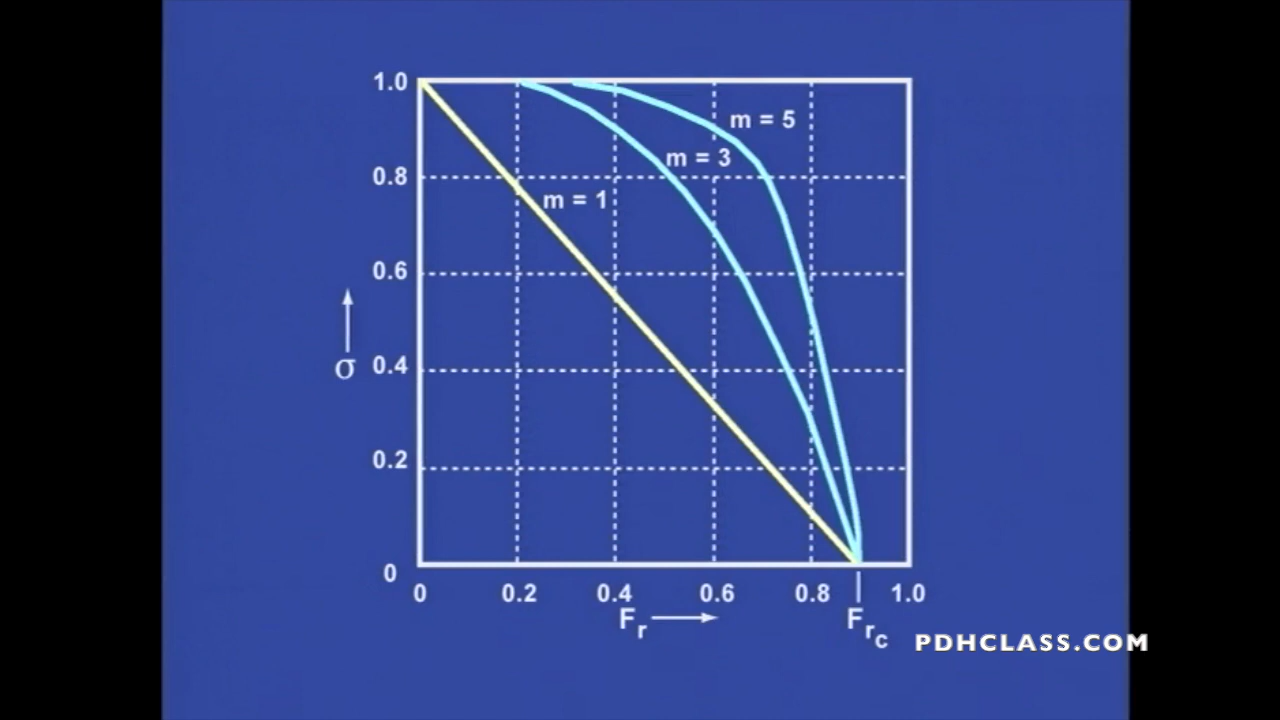 1.0
m = 5
m = 3
0.8
m = 1
0.6
σ
0.4
0.2
0
0 0.2 0.4 0.6 0.8 1.0
Fr
Frc
PDHCLASS.COM